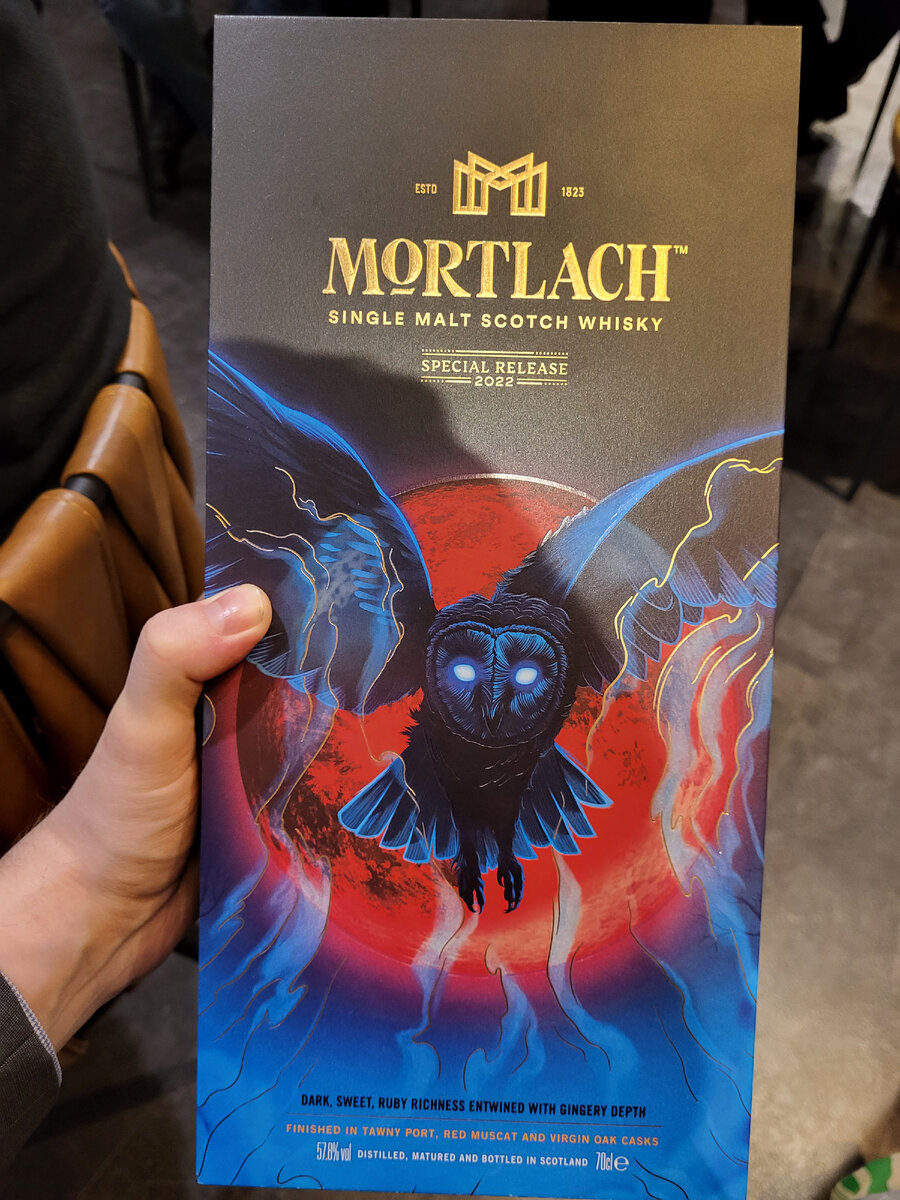 ESTD 1823
MORTLACH™
SINGLE MALT SCOTCH WHISKY
SPECIAL RELEASE
2022
DARK, SWEET, RUBY RICHNESS ENTWINED WITH GINGERY DEPTH
FINISHED IN TAWNY PORT, RED MUSCAT AND VIRGIN OAK CASKS
57.8% vol DISTILLED, MATURED AND BOTTLED IN SCOTLAND 70cl ℮